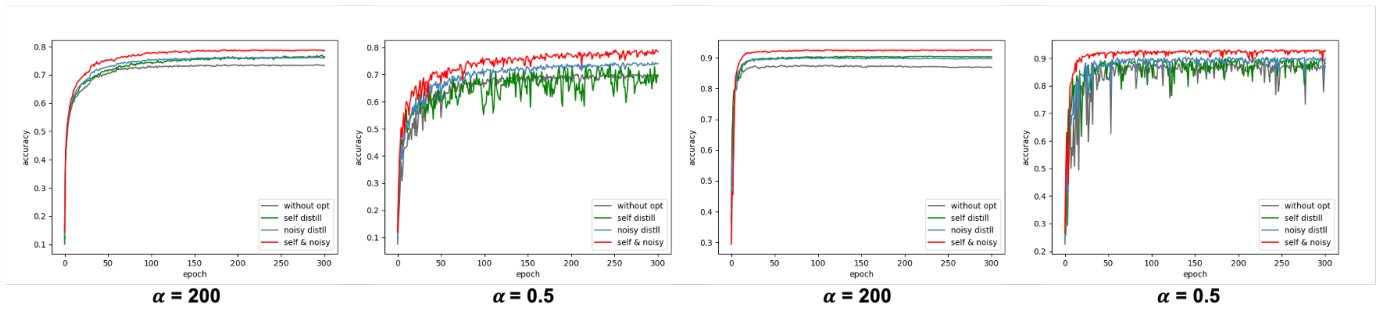 0.8
0.7
0.6
0.5
0.4
0.3
0.2
0.1
accuracy
0 50 100 150 200 250 300
epoch
without opt
self distill
noisy distll
self & noisy
α = 200
0.8
0.7
0.6
0.5
0.4
0.3
0.2
0.1
accuracy
0 50 100 150 200 250 300
epoch
without opt
self distill
noisy distll
self & noisy
α = 0.5
0.9
0.8
0.7
0.6
0.5
0.4
0.3
accuracy
0 50 100 150 200 250 300
epoch
without opt
self distill
noisy distll
self & noisy
α = 200
0.9
0.8
0.7
0.6
0.5
0.4
0.3
0.2
accuracy
0 50 100 150 200 250 300
epoch
without opt
self distill
noisy distll
self & noisy
α = 0.5